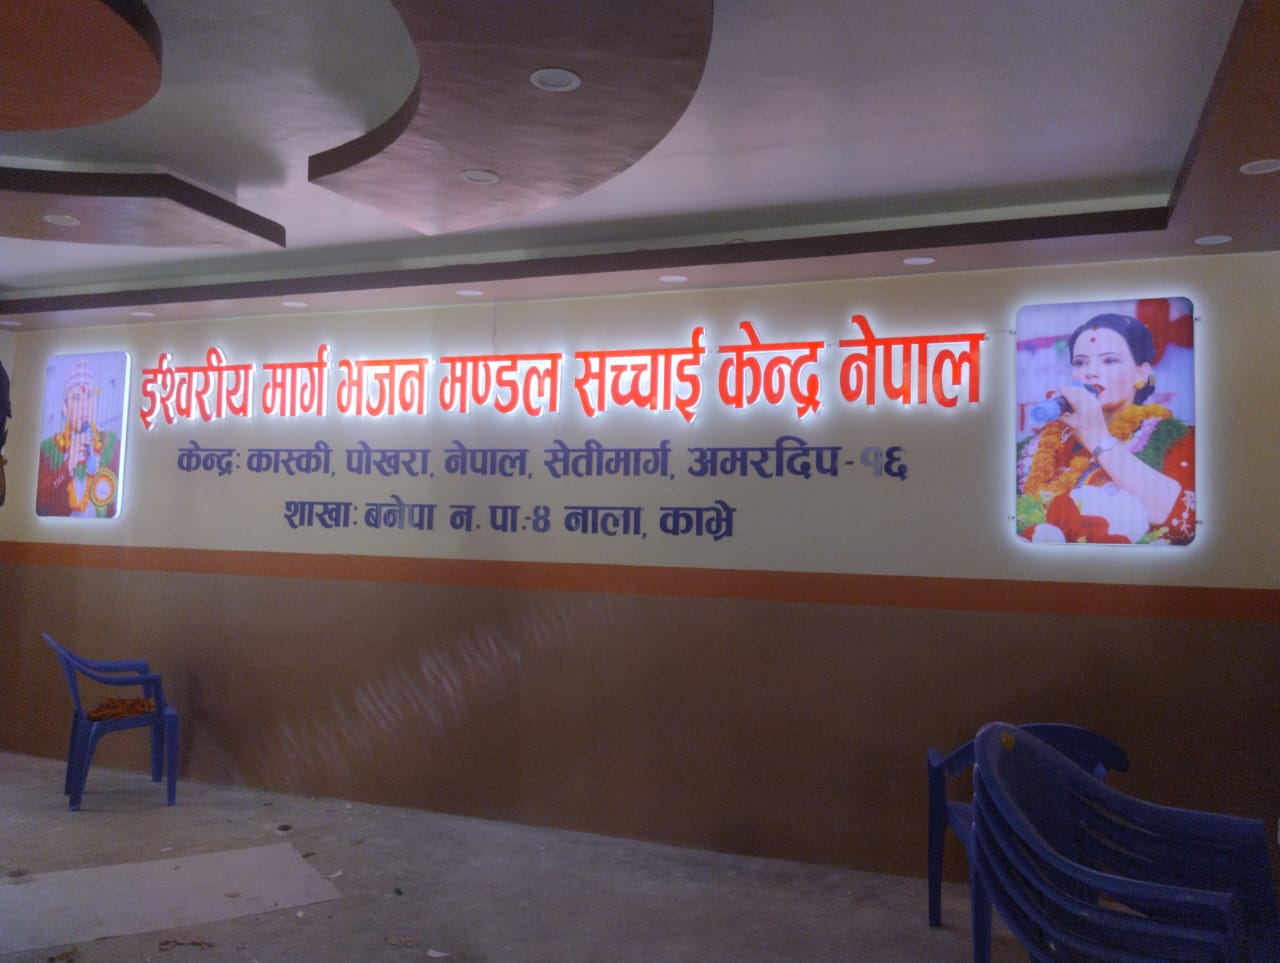 ईश्वरीय मार्ग भजन मण्डल सच्चाई केन्द्र नेपाल
केन्द्रः कास्की, पोखरा, नेपाल, सेतीमार्ग, अमरदिप - १६
शाखाः बनेपा न. पा.-४ नाला, काभ्रे